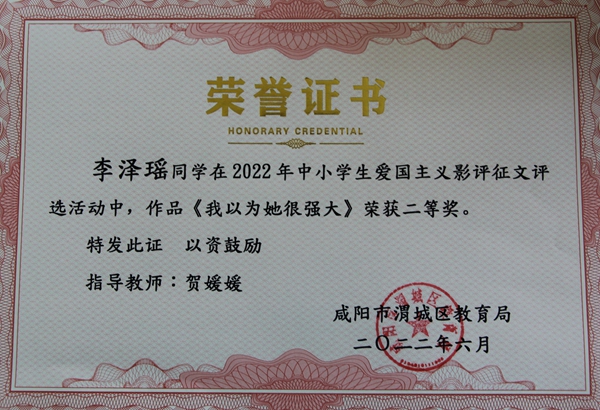 荣誉证书
HONORARY CREDENTIAL
李泽瑶同学在2022年中小学生爱国主义影评征文评
选活动中，作品《我以为她很强大》荣获二等奖。
特发此证 以资鼓励
指导教师：贺媛媛
咸阳市渭城区教育局
二〇二二年六月